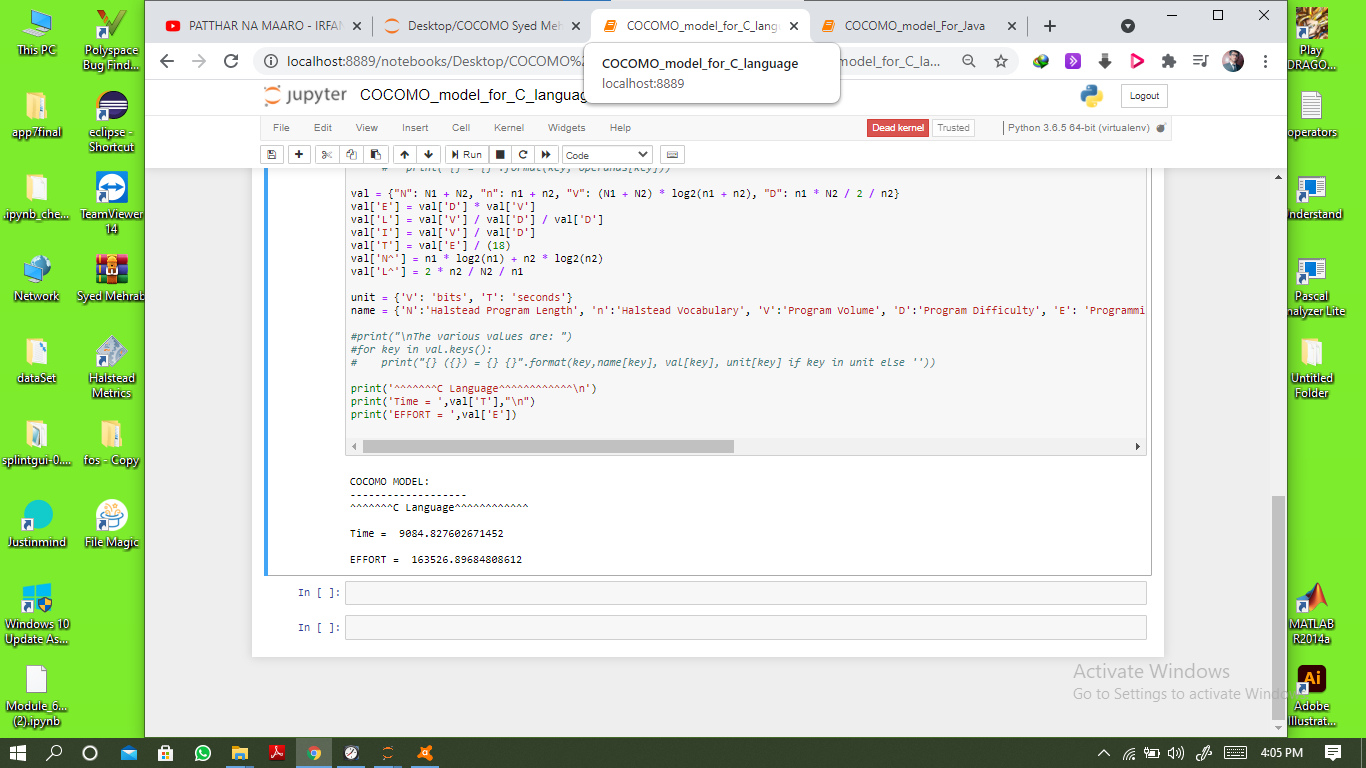 PATTHAR NA MAARO - IRFAN
Desktop/COCOMO Syed Meh
COCOMO_model_for_C_lang
COCOMO_model_For_Java
localhost:8889/notebooks/Desktop/COCOMO%
model_for_C_la...
COCOMO_model_for_C_language
localhost:8889
jupyter
COCOMO_model_for_C_languag
Logout
File Edit View Insert Cell Kernel Widgets Help
Dead kernel
Trusted
Python 3.6.5 64-bit (virtualenv)
Run
Code
# print("{} = {}".format(key, operands[key]))
val = {"N": N1 + N2, "n": n1 + n2, "V": (N1 + N2) * log2(n1 + n2), "D": n1 * N2 / 2 / n2}
val['E'] = val['D'] * val['V']
val['L'] = val['V'] / val['D'] / val['D']
val['I'] = val['V'] / val['D']
val['T'] = val['E'] / (18)
val['N^'] = n1 * log2(n1) + n2 * log2(n2)
val['L^'] = 2 * n2 / N2 / n1
unit = {'V': 'bits', 'T': 'seconds'}
name = {'N':'Halstead Program Length', 'n':'Halstead Vocabulary', 'V':'Program Volume', 'D':'Program Difficulty', 'E': 'Programmi
#print("\nThe various values are: ")
#for key in val.keys():
# print("{} ({}) = {} {}".format(key,name[key], val[key], unit[key] if key in unit else ''))
print('^^^^^^^C Language^^^^^^^^^^^^\n')
print('Time = ',val['T'],"\n")
print('EFFORT = ',val['E'])
COCOMO MODEL:
-------------------
^^^^^^^C Language^^^^^^^^^^^^
Time =  9084.827602671452
EFFORT =  163526.89684808612
In [ ]:
In [ ]:
Activate Windows
Go to Settings to activate Windo
This PC
Polyspace
Bug Find...
app7final
eclipse -
Shortcut
.ipynb_che...
TeamViewer
14
Network
Syed Mehrab
dataSet
Halstead
Metrics
splintgui-0....
fos - Copy
Justinmind
File Magic
Windows 10
Update As...
Module_6...
(2).ipynb
Play
DRAGO...
operators
nderstand
Pascal
nalyzer Lite
Untitled
Folder
MATLAB
R2014a
Ai
Adobe
Illustrat...
4:05 PM